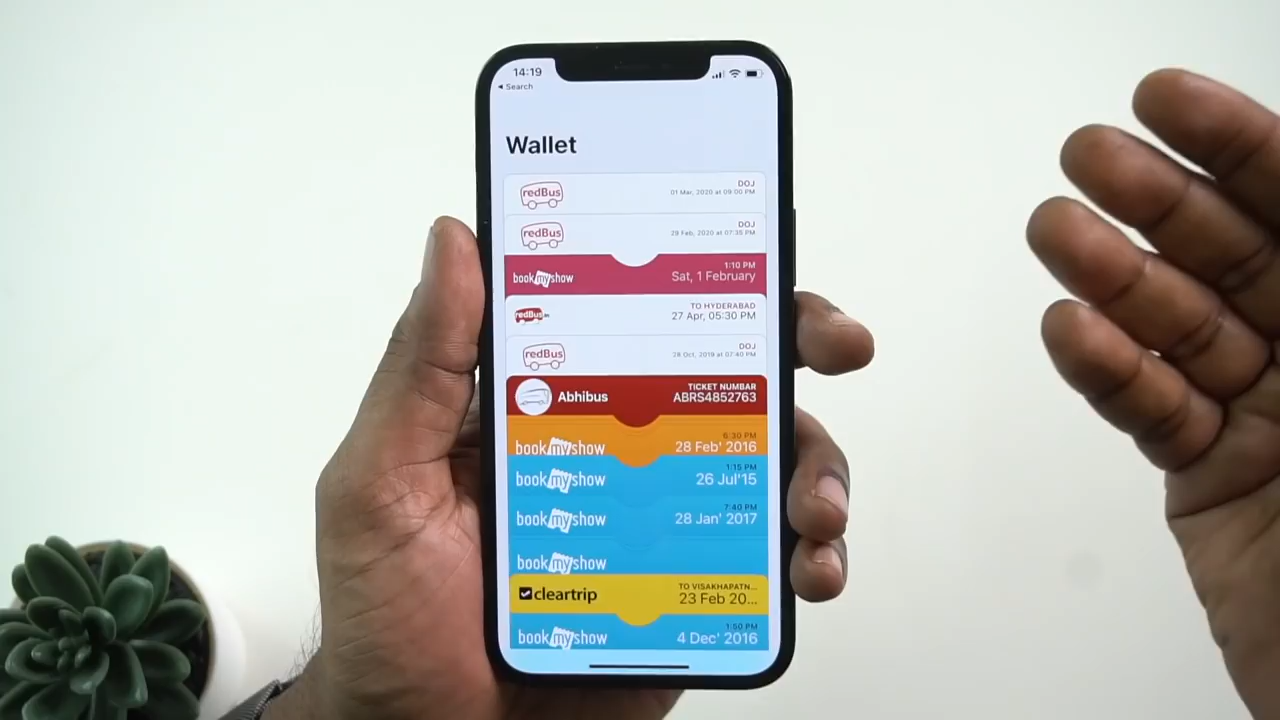 14:19
Search
Wallet
redBus
DOJ
01 Mar, 2020 at 09:00 PM
redBus
DOJ
29 Feb, 2020 at 07:35 PM
bookmyshow
1:10 PM
Sat, 1 February
redBus
TO HYDERABAD
27 Apr, 05:30 PM
redBus
DOJ
28 Oct, 2019 at 07:40 PM
Abhibus
TICKET NUMBAR
ABRS4852763
bookmyshow
6:30 PM
28 Feb' 2016
bookmyshow
1:15 PM
26 Jul'15
bookmyshow
7:40 PM
28 Jan' 2017
bookmyshow
cleartrip
TO VISAKHAPATN...
23 Feb 20...
bookmyshow
1:50 PM
4 Dec' 2016